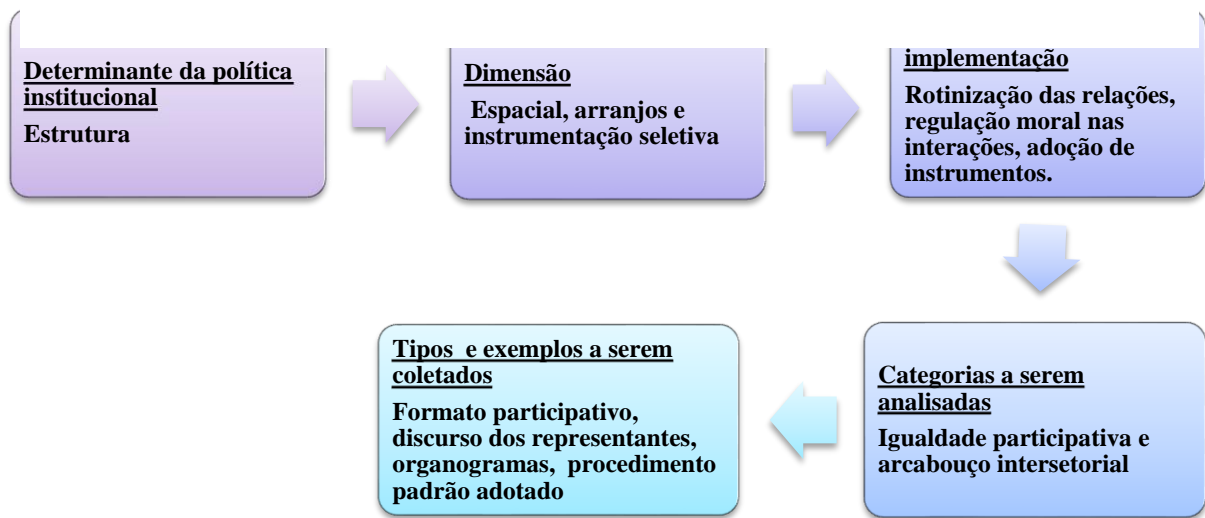 Determinante da política
institucional
Estrutura
Dimensão
Espacial, arranjos e
instrumentação seletiva
implementação
Rotinização das relações,
regulação moral nas
interações, adoção de
instrumentos.
Categorias a serem
analisadas
Igualdade participativa e
arcabouço intersetorial
Tipos e exemplos a serem
coletados
Formato participativo,
discurso dos representantes,
organogramas, procedimento
padrão adotado